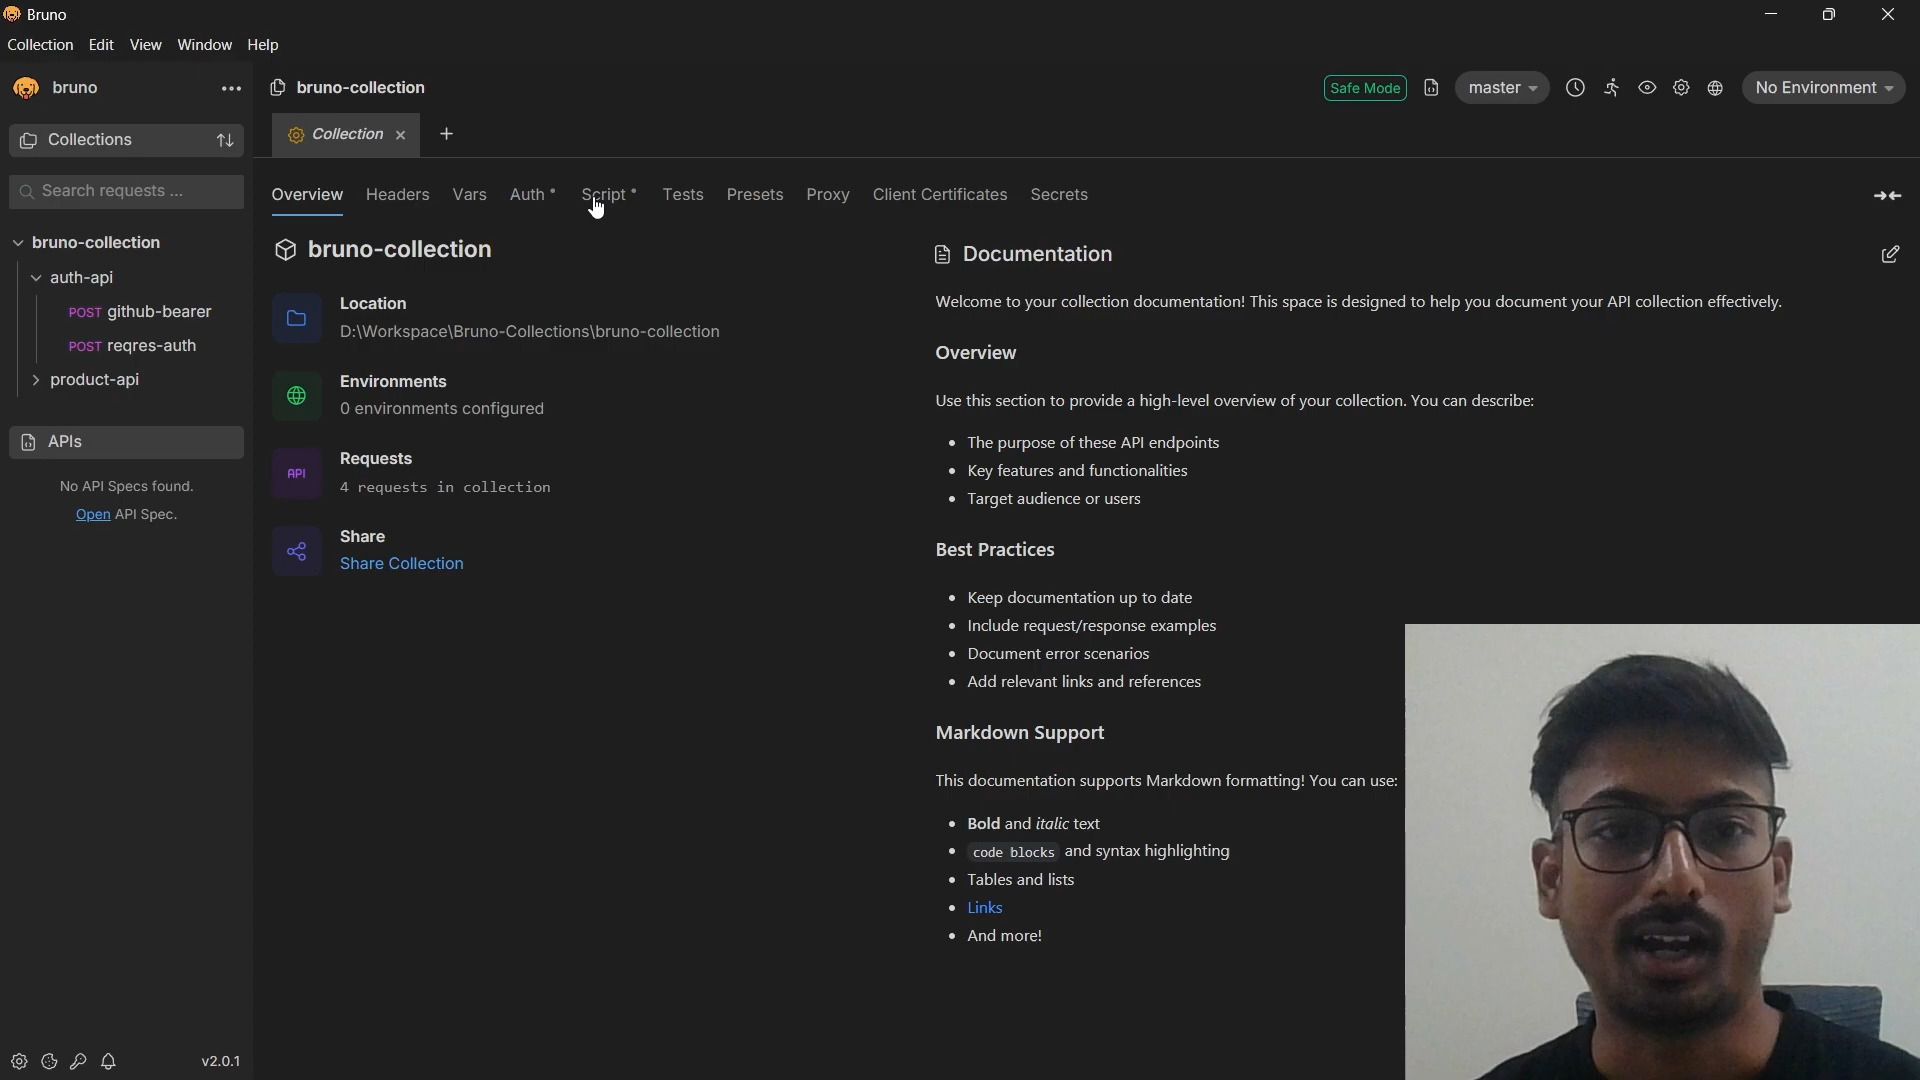 Bruno
Collection Edit View Window Help
bruno
bruno-collection
Safe Mode
master
No Environment
Collections
Collection
Search requests ...
Overview Headers Vars Auth Script Tests Presets Proxy Client Certificates Secrets
bruno-collection
auth-api
POST github-bearer
POST reqres-auth
product-api
APIs
No API Specs found.
Open API Spec.
v2.0.1
bruno-collection
Location
D:\Workspace\Bruno-Collections\bruno-collection
Environments
0 environments configured
API
Requests
4 requests in collection
Share
Share Collection
Documentation
Welcome to your collection documentation! This space is designed to help you document your API collection effectively.
Overview
Use this section to provide a high-level overview of your collection. You can describe:
The purpose of these API endpoints
Key features and functionalities
Target audience or users
Best Practices
Keep documentation up to date
Include request/response examples
Document error scenarios
Add relevant links and references
Markdown Support
This documentation supports Markdown formatting! You can use:
Bold and italic text
code blocks and syntax highlighting
Tables and lists
Links
And more!